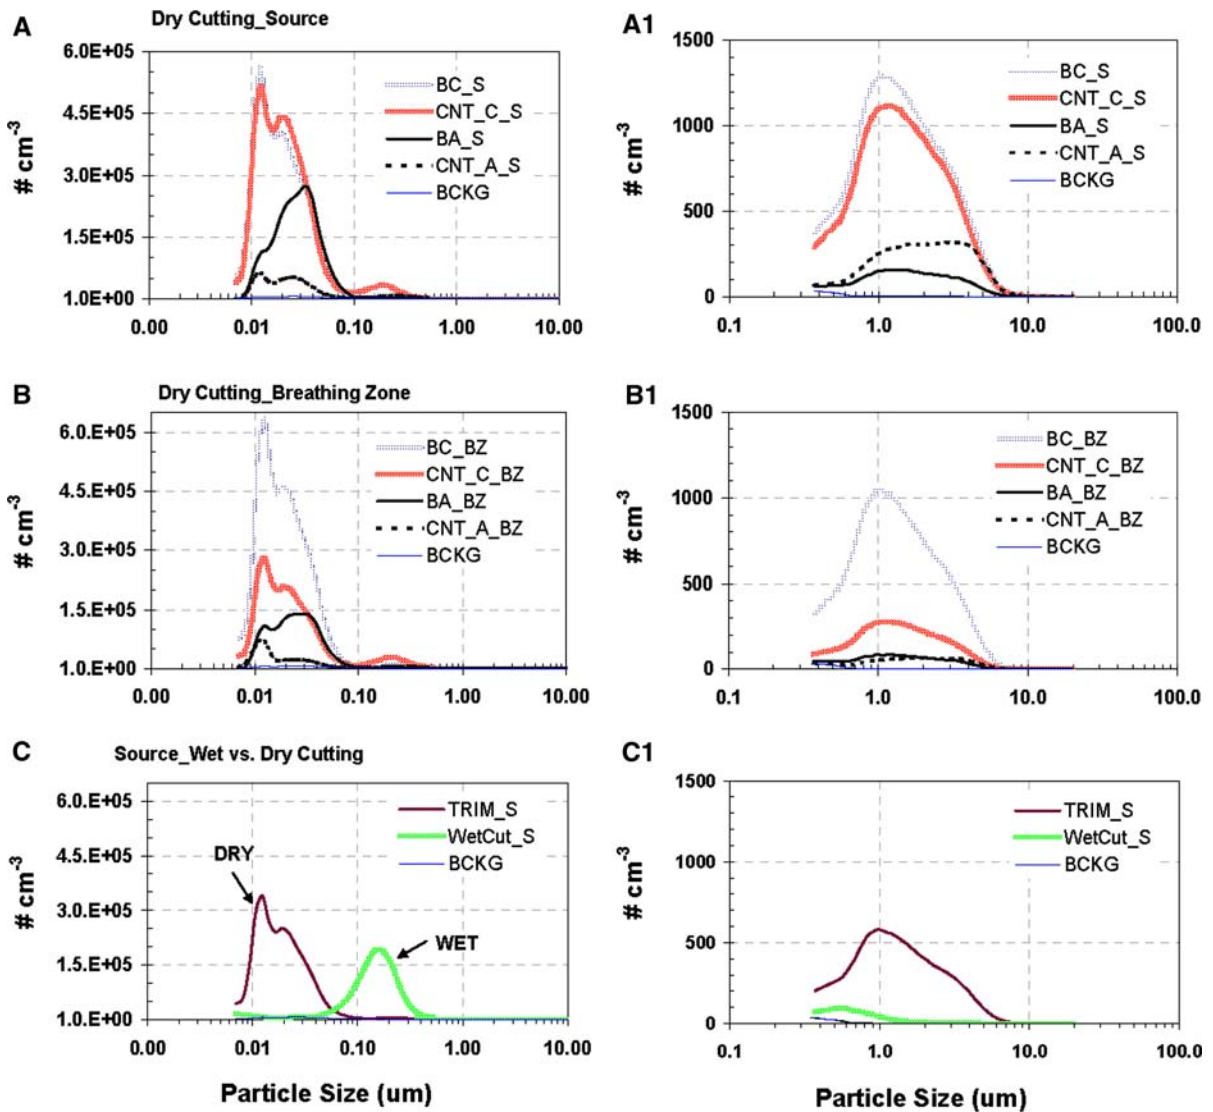 A
Dry Cutting_Source
6.0E+05
4.5E+05
3.0E+05
1.5E+05
1.0E+00
# cm-3
BC_S
CNT_C_S
BA_S
CNT_A_S
BCKG
0.00 0.01 0.10 1.00 10.00
A1
1500
1000
500
0
# cm-3
BC_S
CNT_C_S
BA_S
CNT_A_S
BCKG
0.1 1.0 10.0 100.0
B
Dry Cutting_Breathing Zone
6.0E+05
4.5E+05
3.0E+05
1.5E+05
1.0E+00
# cm-3
BC_BZ
CNT_C_BZ
BA_BZ
CNT_A_BZ
BCKG
0.00 0.01 0.10 1.00 10.00
B1
1500
1000
500
0
# cm-3
BC_BZ
CNT_C_BZ
BA_BZ
CNT_A_BZ
BCKG
0.1 1.0 10.0 100.0
C
Source_Wet vs. Dry Cutting
6.0E+05
4.5E+05
3.0E+05
1.5E+05
1.0E+00
# cm-3
TRIM_S
WetCut_S
BCKG
DRY
WET
0.00 0.01 0.10 1.00 10.00
Particle Size (um)
C1
1500
1000
500
0
# cm-3
TRIM_S
WetCut_S
BCKG
0.1 1.0 10.0 100.0
Particle Size (um)